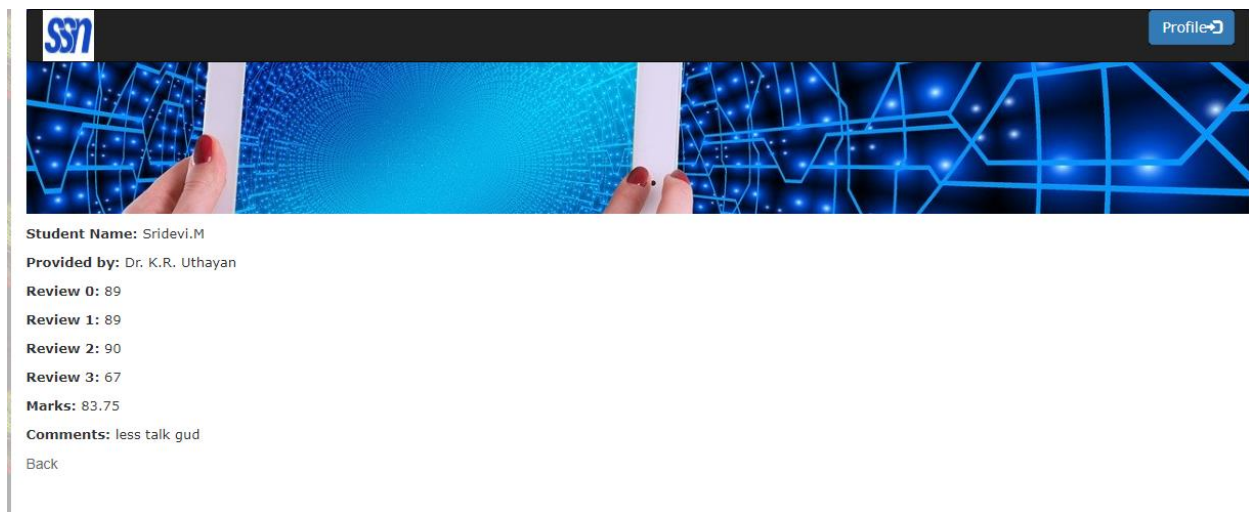 ssn
Profile
Student Name: Sridevi.M
Provided by: Dr. K.R. Uthayan
Review 0: 89
Review 1: 89
Review 2: 90
Review 3: 67
Marks: 83.75
Comments: less talk gud
Back